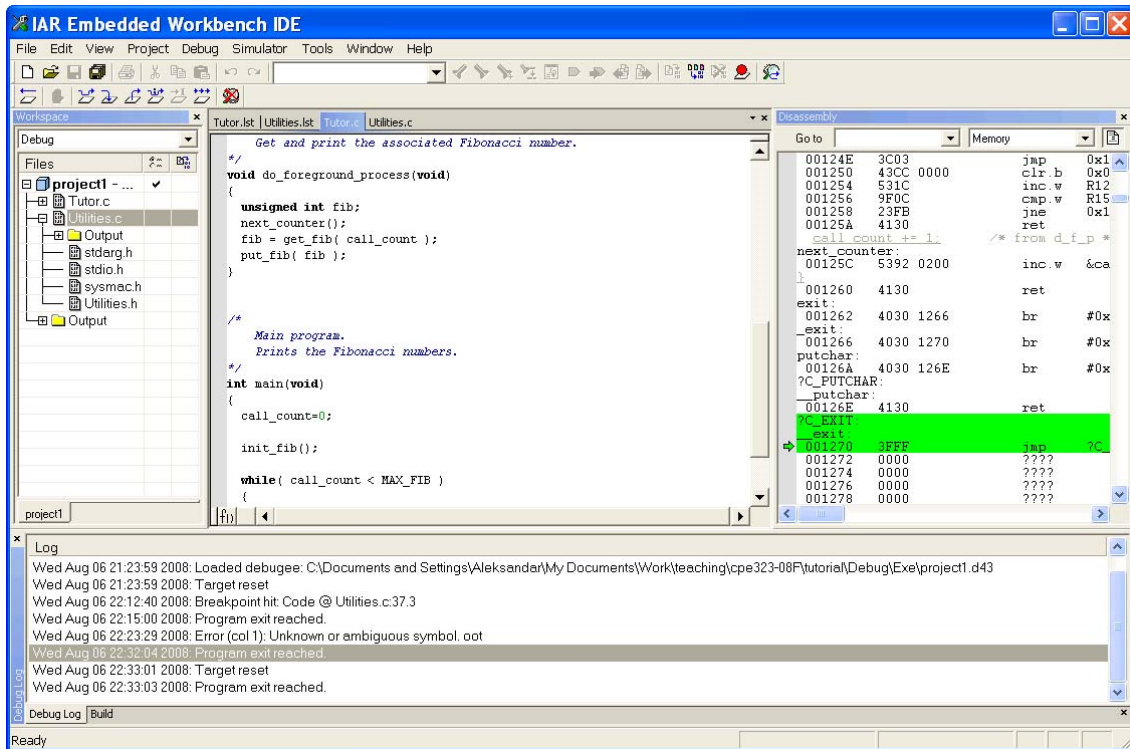 IAR Embedded Workbench IDE
File Edit View Project Debug Simulator Tools Window Help
Workspace
Debug
Files
project1 - ...
Tutor.c
Utilities.c
Output
stdarg.h
stdio.h
sysmac.h
Utilities.h
Output
project1
Tutor.lst Utilities.lst Tutor.c Utilities.c
Get and print the associated Fibonacci number.
*/
void do_foreground_process(void)
{
unsigned int fib;
next_counter();
fib = get_fib( call_count );
put_fib( fib );
}
/*
Main program.
Prints the Fibonacci numbers.
*/
int main(void)
{
call_count=0;
init_fib();
while( call_count < MAX_FIB )
{
Disassembly
Go to Memory
00124E 3C03 jmp 0x1
001250 43CC 0000 clr.b 0x0
001254 531C inc.w R12
001256 9F0C cmp.w R15
001258 23FB jne 0x1
00125A 4130 ret
call_count += 1; /* from d_f_p *
next_counter:
00125C 5392 0200 inc.w &ca
}
001260 4130 ret
exit:
001262 4030 1266 br #0x
_exit:
001266 4030 1270 br #0x
putchar:
00126A 4030 126E br #0x
?C_PUTCHAR:
__putchar:
00126E 4130 ret
?C_EXIT:
__exit:
001270 3FFF jmp ?C_
001272 0000 ????
001274 0000 ????
001276 0000 ????
001278 0000 ????
Log
Wed Aug 06 21:23:59 2008: Loaded debugee: C:\Documents and Settings\Aleksandar\My Documents\Work\teaching\cpe323-08F\tutorial\Debug\Exe\project1.d43
Wed Aug 06 21:23:59 2008: Target reset
Wed Aug 06 22:12:40 2008: Breakpoint hit: Code @ Utilities.c:37.3
Wed Aug 06 22:15:00 2008: Program exit reached.
Wed Aug 06 22:23:29 2008: Error (col 1): Unknown or ambiguous symbol. oot
Wed Aug 06 22:32:04 2008: Program exit reached.
Wed Aug 06 22:33:01 2008: Target reset
Wed Aug 06 22:33:03 2008: Program exit reached.
Debug Log
Debug Log Build
Ready